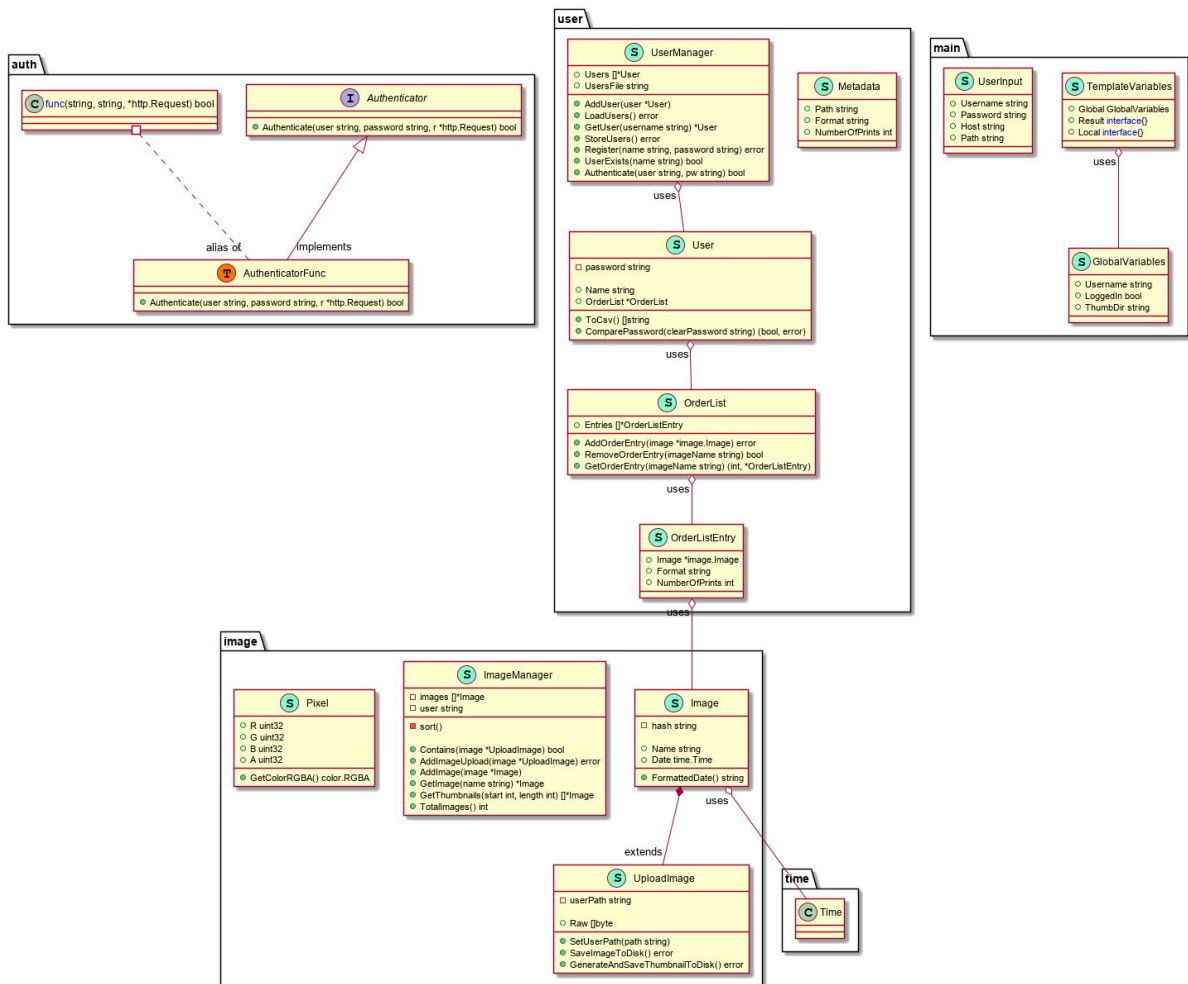 auth
C func(string, string, *http.Request) bool
I Authenticator
Authenticate(user string, password string, r *http.Request) bool
alias of
implements
T AuthenticatorFunc
Authenticate(user string, password string, r *http.Request) bool
user
S UserManager
Users []*User
UsersFile string
AddUser(user *User)
LoadUsers() error
GetUser(username string) *User
StoreUsers() error
Register(name string, password string) error
UserExists(name string) bool
Authenticate(user string, pw string) bool
S Metadata
Path string
Format string
NumberOfPrints int
uses
S User
password string
Name string
OrderList *OrderList
ToCsv() []string
ComparePassword(clearPassword string) (bool, error)
uses
S OrderList
Entries []*OrderListEntry
AddOrderEntry(image *image.Image) error
RemoveOrderEntry(imageName string) bool
GetOrderEntry(imageName string) (int, *OrderListEntry)
uses
S OrderListEntry
Image *image.Image
Format string
NumberOfPrints int
uses
main
S UserInput
Username string
Password string
Host string
Path string
S TemplateVariables
Global GlobalVariables
Result interface{}
Local interface{}
uses
S GlobalVariables
Username string
LoggedIn bool
ThumbDir string
image
S Pixel
R uint32
G uint32
B uint32
A uint32
GetColorRGBA() color.RGBA
S ImageManager
images []*Image
user string
sort()
Contains(image *UploadImage) bool
AddImageUpload(image *UploadImage) error
AddImage(image *Image)
GetImage(name string) *Image
GetThumbnails(start int, length int) []*Image
TotalImages() int
S Image
hash string
Name string
Date time.Time
FormattedDate() string
uses
extends
S UploadImage
userPath string
Raw []byte
SetUserPath(path string)
SaveImageToDisk() error
GenerateAndSaveThumbnailToDisk() error
time
C Time